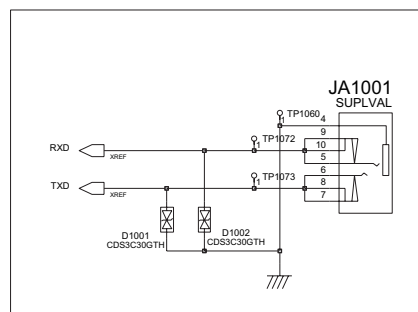 JA1001
SUPLVAL
TP1060
1
4
9
TP1072
1
10
RXD
XREF
5
6
TP1073
1
8
TXD
XREF
7
D1001
CDS3C30GTH
D1002
CDS3C30GTH